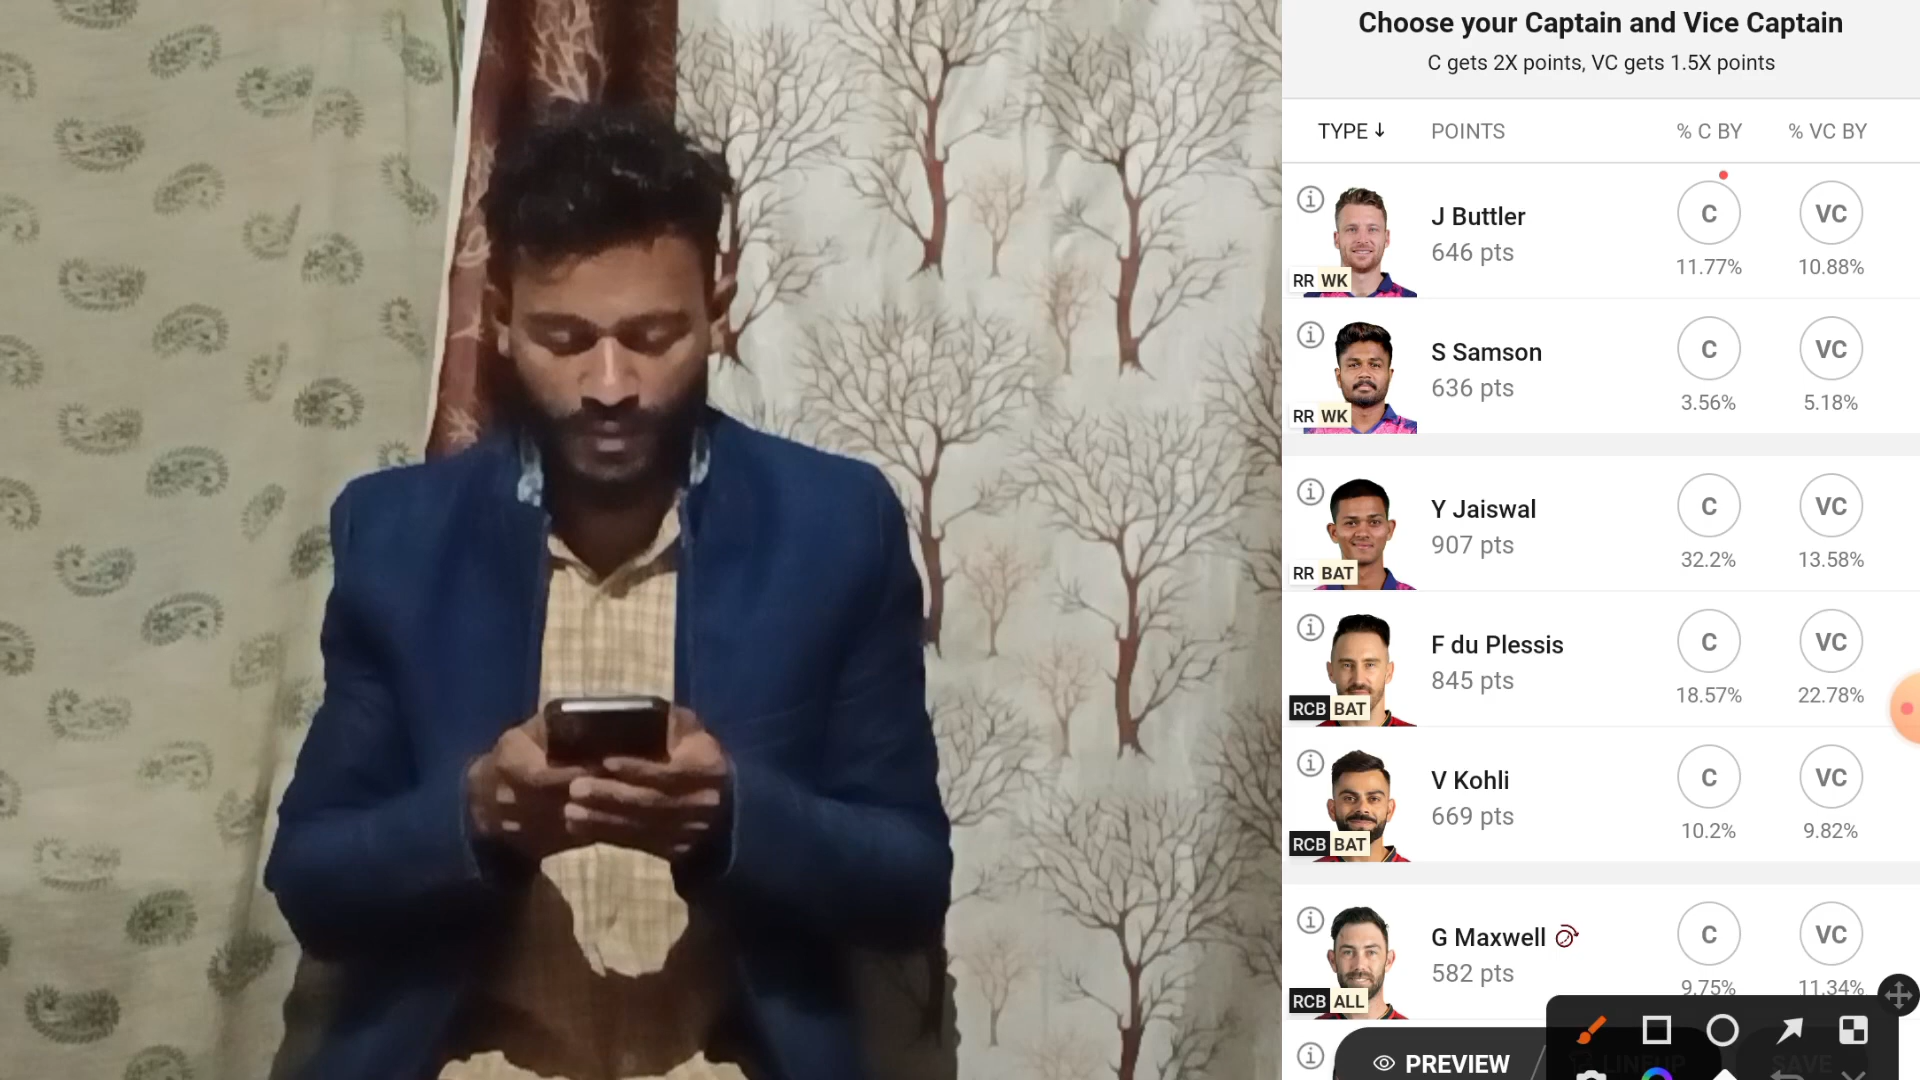 Choose your Captain and Vice Captain
C gets 2X points, VC gets 1.5X points
TYPE ↓ POINTS % C BY % VC BY
J Buttler
646 pts
C VC
11.77% 10.88%
RR WK
S Samson
636 pts
C VC
3.56% 5.18%
RR WK
Y Jaiswal
907 pts
C VC
32.2% 13.58%
RR BAT
F du Plessis
845 pts
C VC
18.57% 22.78%
RCB BAT
V Kohli
669 pts
C VC
10.2% 9.82%
RCB BAT
G Maxwell
582 pts
C VC
9.75% 11.34%
RCB ALL
PREVIEW / LINEUP SAVE